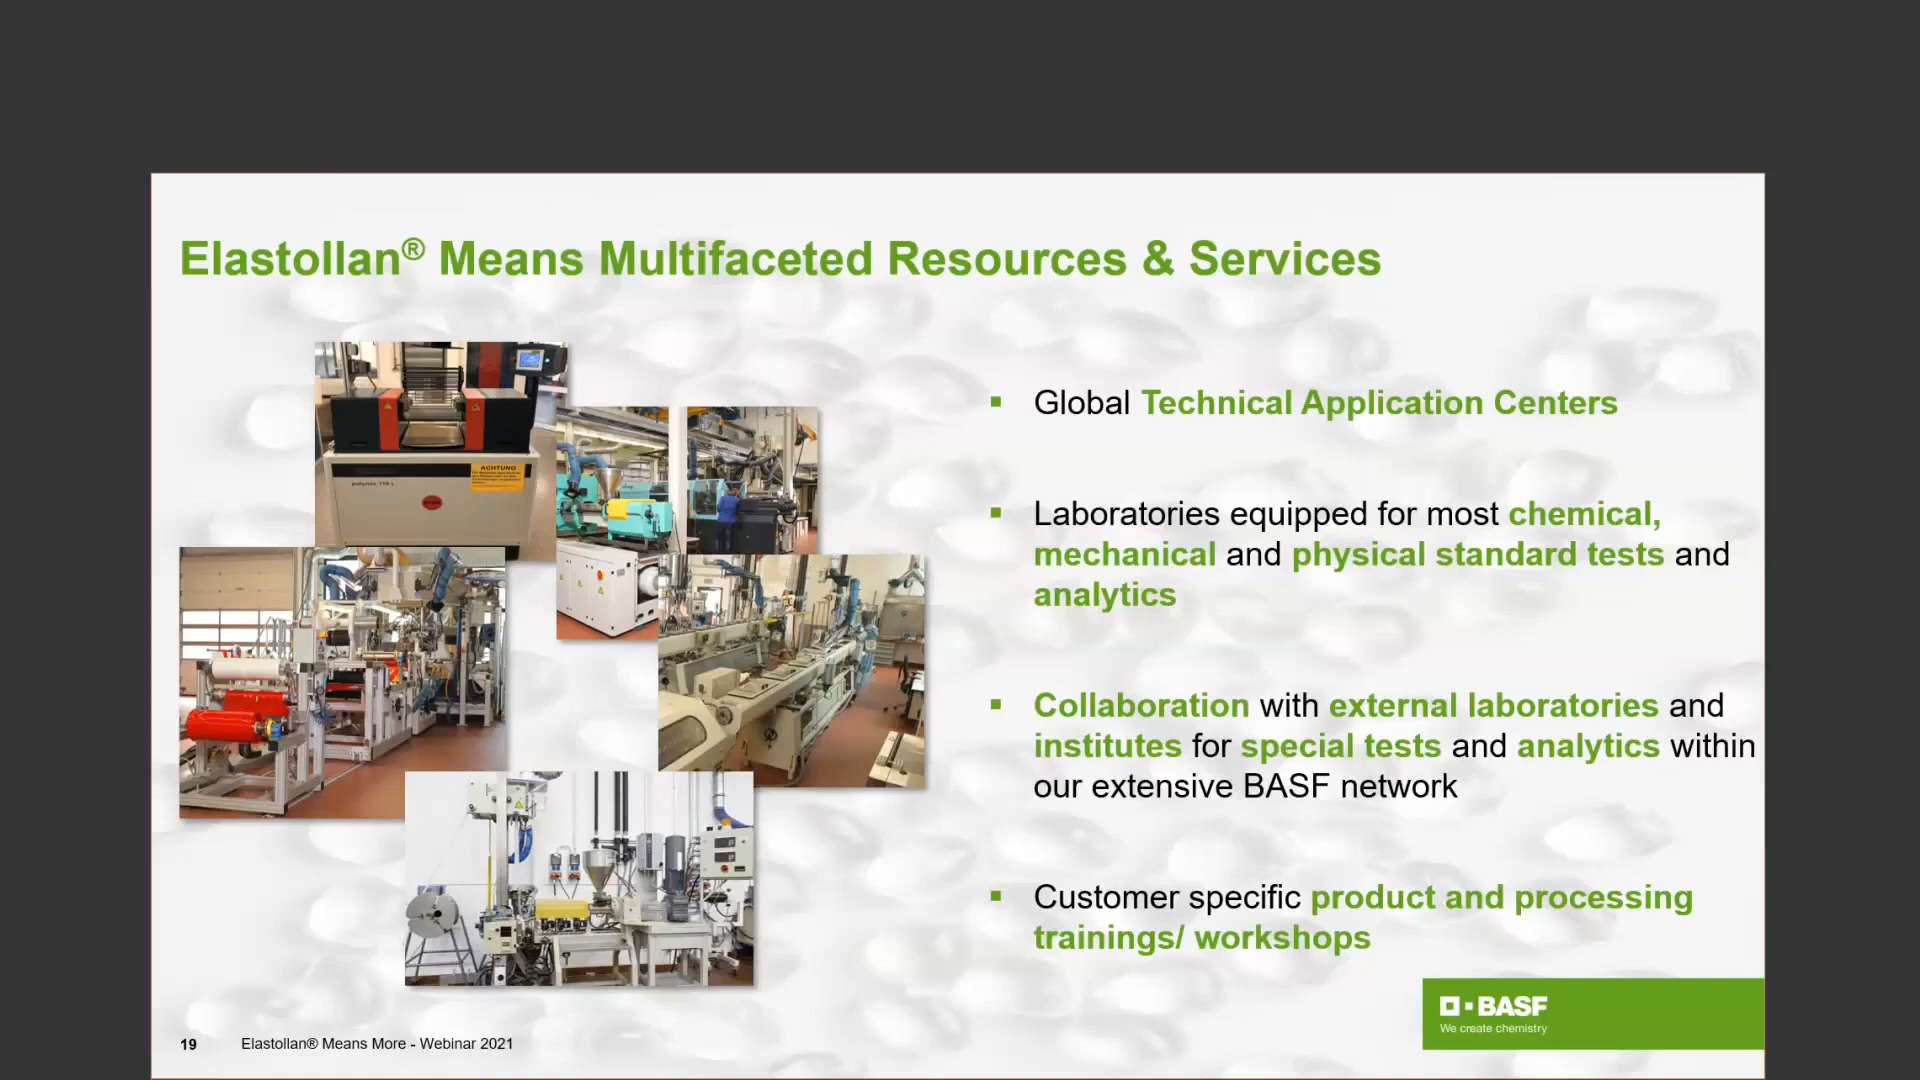 Elastollan® Means Multifaceted Resources & Services
ACHTUNG
polymix 110 L
▪ Global Technical Application Centers
▪ Laboratories equipped for most chemical,
mechanical and physical standard tests and
analytics
▪ Collaboration with external laboratories and
institutes for special tests and analytics within
our extensive BASF network
▪ Customer specific product and processing
trainings/ workshops
BASF
We create chemistry
19 Elastollan® Means More - Webinar 2021